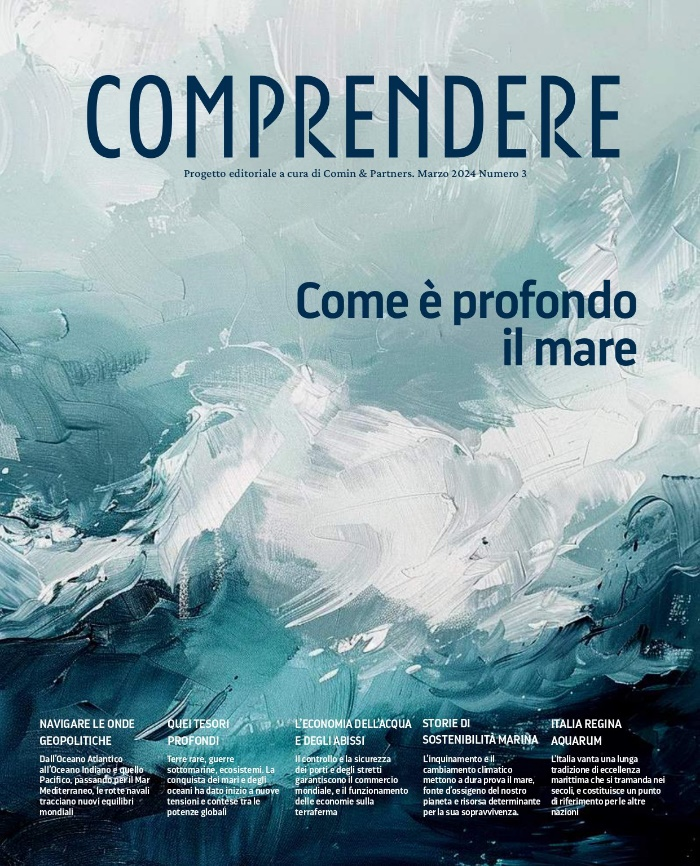 COMPRENDERE
Progetto editoriale a cura di Comin & Partners. Marzo 2024 Numero 3
Come è profondo
il mare
NAVIGARE LE ONDE
GEOPOLITICHE
Dall'Oceano Atlantico
all'Oceano Indiano e quello
Pacifico, passando per il Mar
Mediterraneo, le rotte navali
tracciano nuovi equilibri
mondiali
QUEI TESORI
PROFONDI
Terre rare, guerre
sottomarine, ecosistemi. La
conquista dei mari e degli
oceani ha dato inizio a nuove
tensioni e contese tra le
potenze globali
L'ECONOMIA DELL'ACQUA
E DEGLI ABISSI
Il controllo e la sicurezza
dei porti e degli stretti
garantiscono il commercio
mondiale, e il funzionamento
delle economie sulla
terraferma
STORIE DI
SOSTENIBILITÀ MARINA
L'inquinamento e il
cambiamento climatico
mettono a dura prova il mare,
fonte d'ossigeno del nostro
pianeta e risorsa determinante
per la sua sopravvivenza.
ITALIA REGINA
AQUARUM
L'Italia vanta una lunga
tradizione di eccellenza
marittima che si tramanda nei
secoli, e costituisce un punto
di riferimento per le altre
nazioni